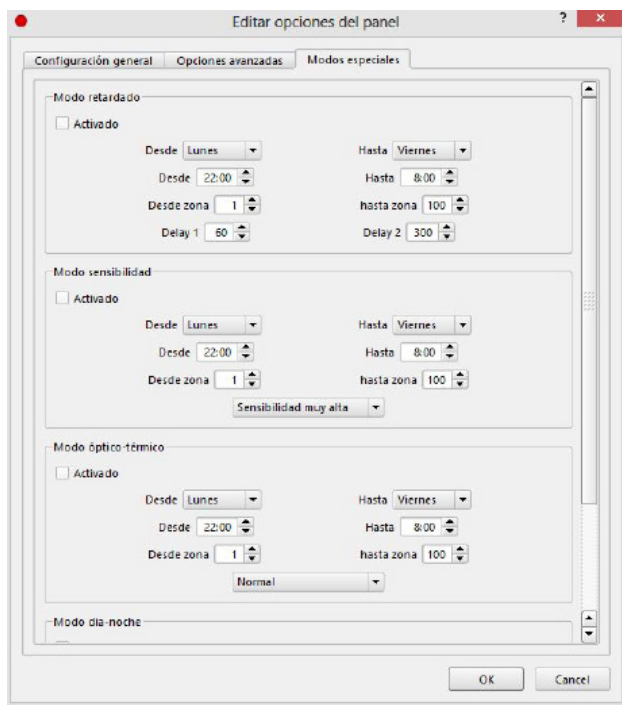 Editar opciones del panel ? ×
Configuración general Opciones avanzadas Modos especiales
Modo retardado
Activado
Desde Lunes Hasta Viernes
Desde 22:00 Hasta 8:00
Desde zona 1 hasta zona 100
Delay 1 60 Delay 2 300
Modo sensibilidad
Activado
Desde Lunes Hasta Viernes
Desde 22:00 Hasta 8:00
Desde zona 1 hasta zona 100
Sensibilidad muy alta
Modo óptico-térmico
Activado
Desde Lunes Hasta Viernes
Desde 22:00 Hasta 8:00
Desde zona 1 hasta zona 100
Normal
Modo día-noche
OK Cancel